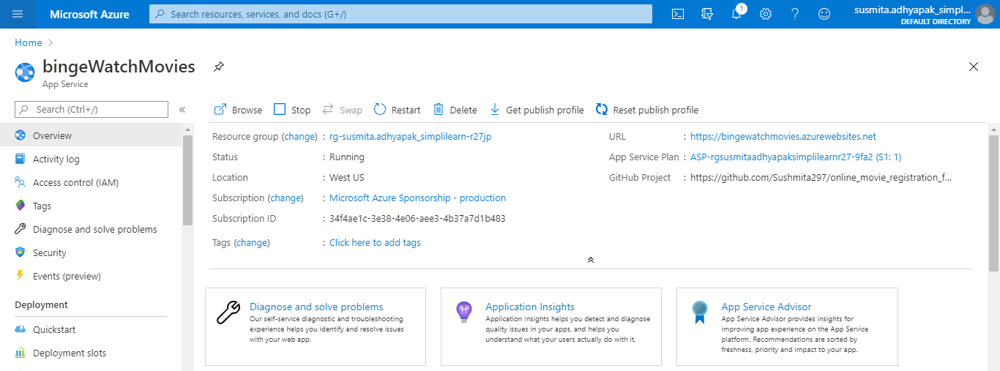 Microsoft Azure
Search resources, services, and docs (G+/)
1
susmita.adhyapak_simpl...
DEFAULT DIRECTORY
Home
bingeWatchMovies
App Service
Search (Ctrl+/)
Browse Stop Swap Restart Delete Get publish profile Reset publish profile
Overview
Activity log
Access control (IAM)
Tags
Diagnose and solve problems
Security
Events (preview)
Deployment
Quickstart
Deployment slots
Resource group (change) : rg-susmita.adhyapak_simplilearn-r27jp
Status : Running
Location : West US
Subscription (change) : Microsoft Azure Sponsorship - production
Subscription ID : 34f4ae1c-3e38-4e06-aee3-4b37a7d1b483
Tags (change) : Click here to add tags
URL : https://bingewatchmovies.azurewebsites.net
App Service Plan : ASP-rgsusmitaadhyapaksimplilearnr27-9fa2 (S1: 1)
GitHub Project : https://github.com/Sushmita297/online_movie_registration_f...
Diagnose and solve problems
Our self-service diagnostic and troubleshooting
experience helps you identify and resolve issues
with your web app.
Application Insights
Application Insights helps you detect and diagnose
quality issues in your apps, and helps you
understand what your users actually do with it.
App Service Advisor
App Service Advisor provides insights for
improving app experience on the App Service
platform. Recommendations are sorted by
freshness, priority and impact to your app.